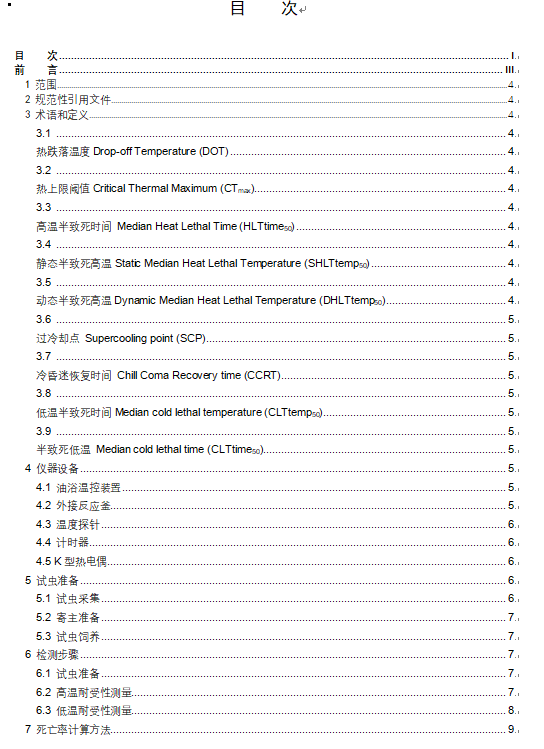 目 次
目 次 I
前 言 III
1 范围 4
2 规范性引用文件 4
3 术语和定义 4
3.1 4
热跌落温度 Drop-off Temperature (DOT) 4
3.2 4
热上限阈值 Critical Thermal Maximum (CTmax) 4
3.3 4
高温半致死时间 Median Heat Lethal Time (HLTtime50) 4
3.4 4
静态半致死高温 Static Median Heat Lethal Temperature (SHLTtemp50) 4
3.5 4
动态半致死高温 Dynamic Median Heat Lethal Temperature (DHLTtemp50) 4
3.6 5
过冷却点 Supercooling point (SCP) 5
3.7 5
冷昏迷恢复时间 Chill Coma Recovery time (CCRT) 5
3.8 5
低温半致死时间 Median cold lethal temperature (CLTtemp50) 5
3.9 5
半致死低温 Median cold lethal time (CLTtime50) 5
4 仪器设备 5
4.1 油浴温控装置 5
4.2 外接反应釜 5
4.3 温度探针 6
4.4 计时器 6
4.5 K 型热电偶 6
5 试虫准备 6
5.1 试虫采集 6
5.2 寄主准备 7
5.3 试虫饲养 7
6 检测步骤 7
6.1 试虫准备 7
6.2 高温耐受性测量 7
6.3 低温耐受性测量 8
7 死亡率计算方法 9